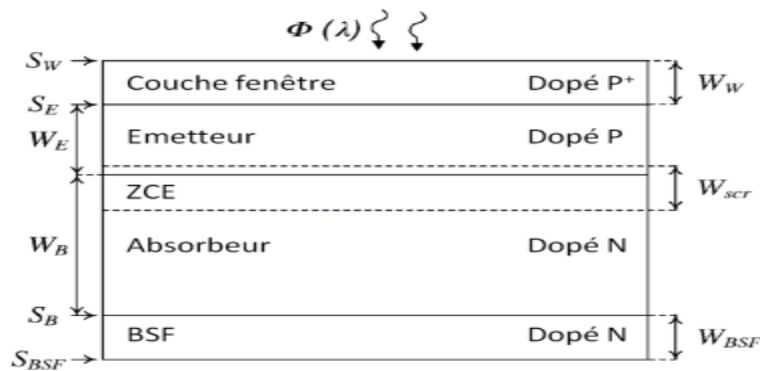 Φ (λ)
S_W
Couche fenêtre Dopé P⁺ W_W
S_E
W_E Emetteur Dopé P
ZCE W_scr
W_B Absorbeur Dopé N
S_B
BSF Dopé N W_BSF
S_BSF